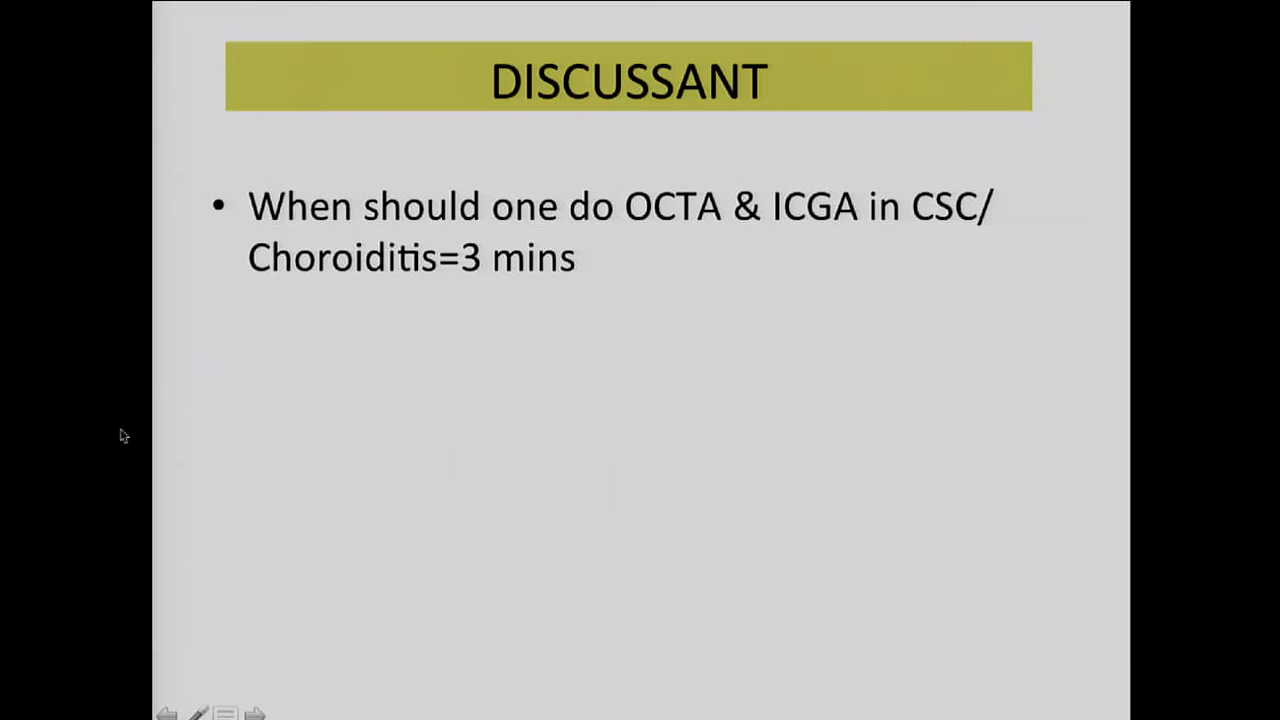 DISCUSSANT
• When should one do OCTA & ICGA in CSC/
Choroiditis=3 mins